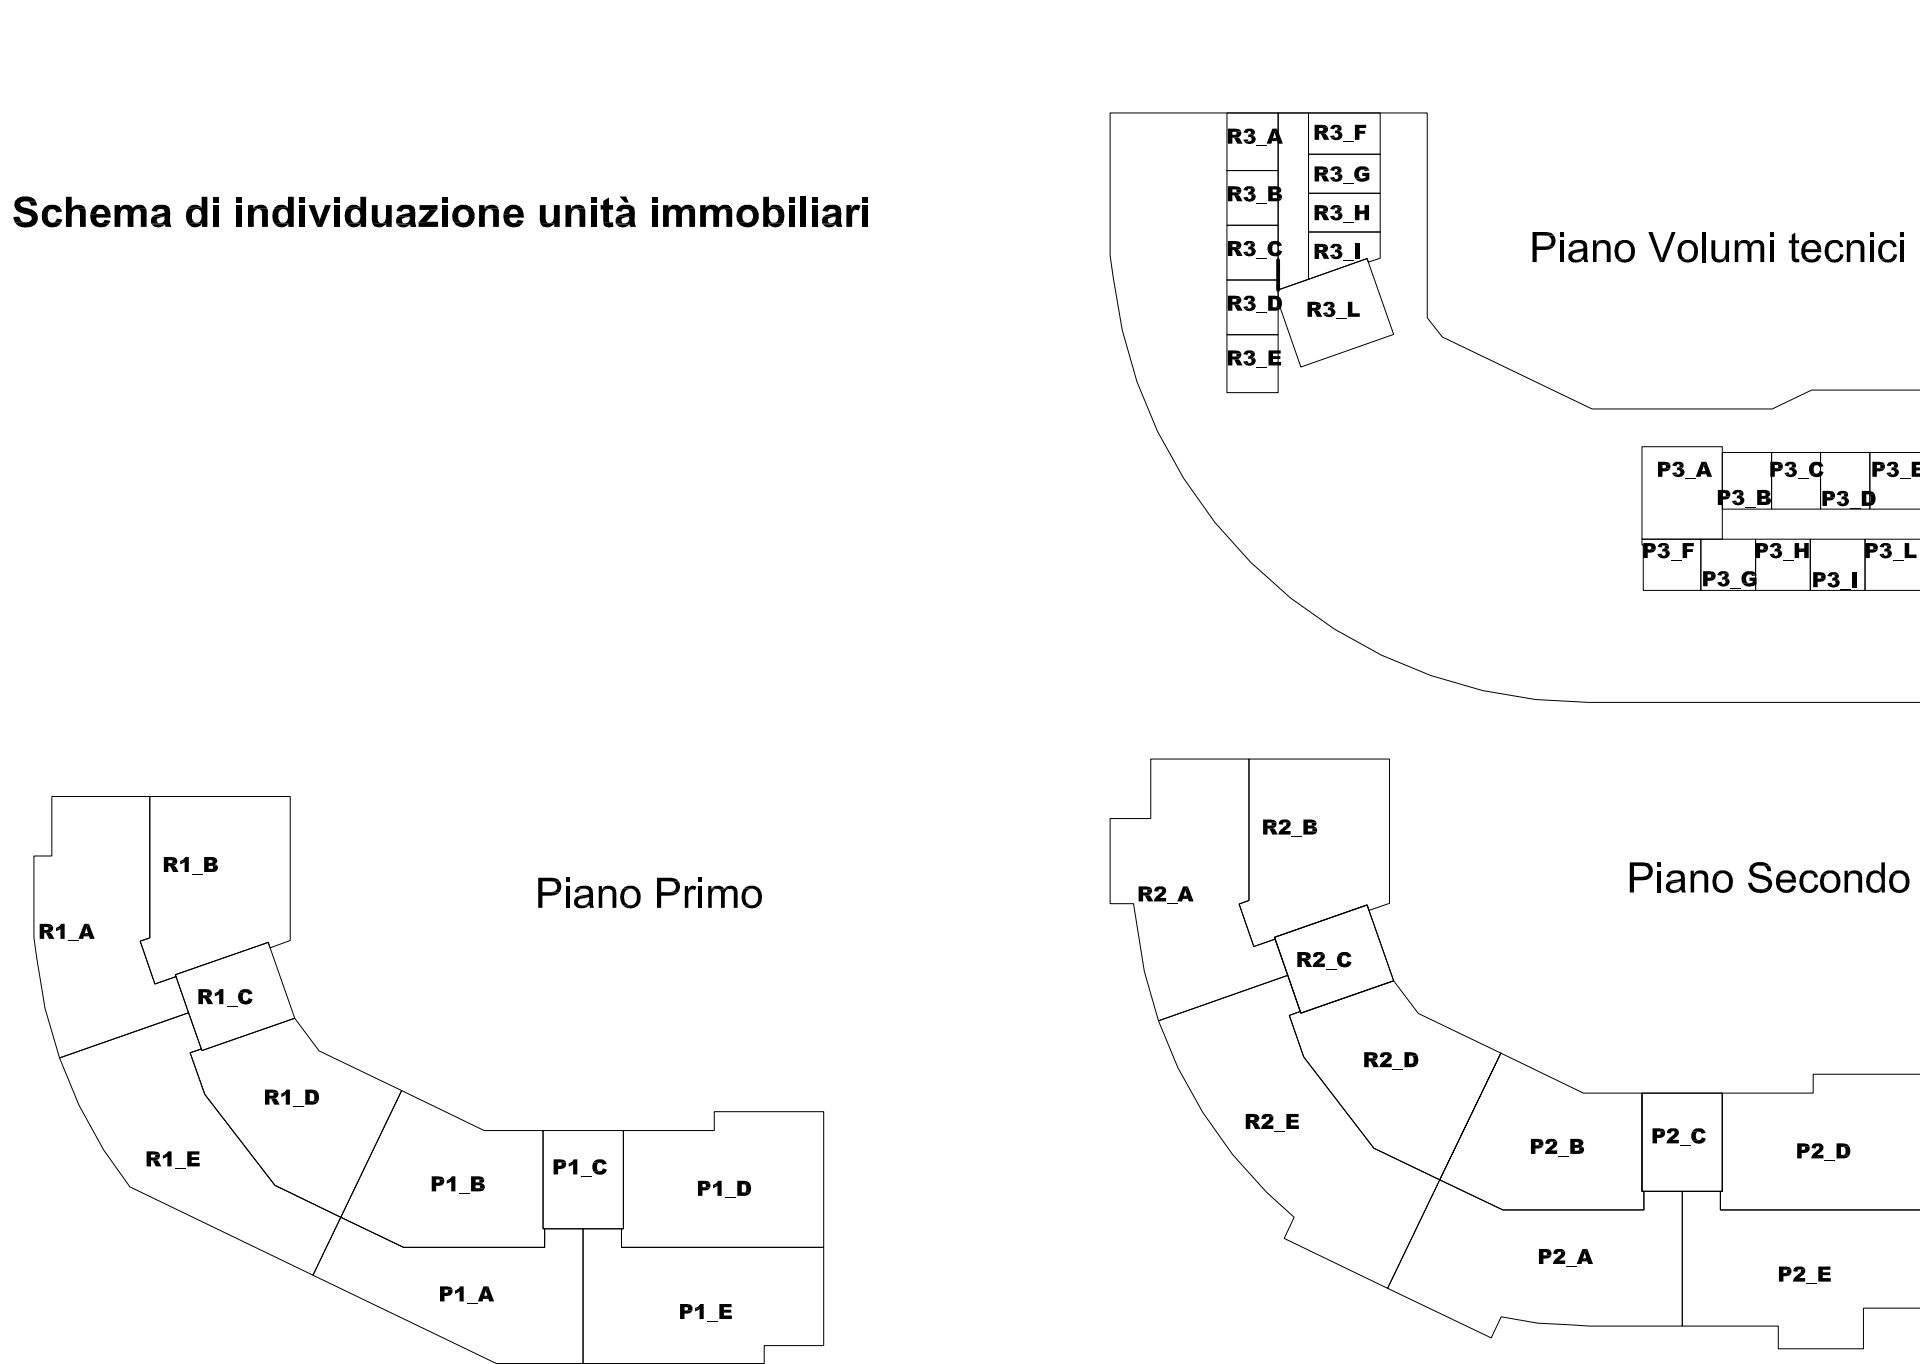 Schema di individuazione unità immobiliari
Piano Volumi tecnici
R3_A
R3_F
R3_B
R3_G
R3_H
R3_C
R3_I
R3_D
R3_L
R3_E
P3_A
P3_B
P3_C
P3_D
P3_E
P3_F
P3_G
P3_H
P3_I
P3_L
Piano Primo
R1_A
R1_B
R1_C
R1_D
R1_E
P1_A
P1_B
P1_C
P1_D
P1_E
Piano Secondo
R2_A
R2_B
R2_C
R2_D
R2_E
P2_A
P2_B
P2_C
P2_D
P2_E